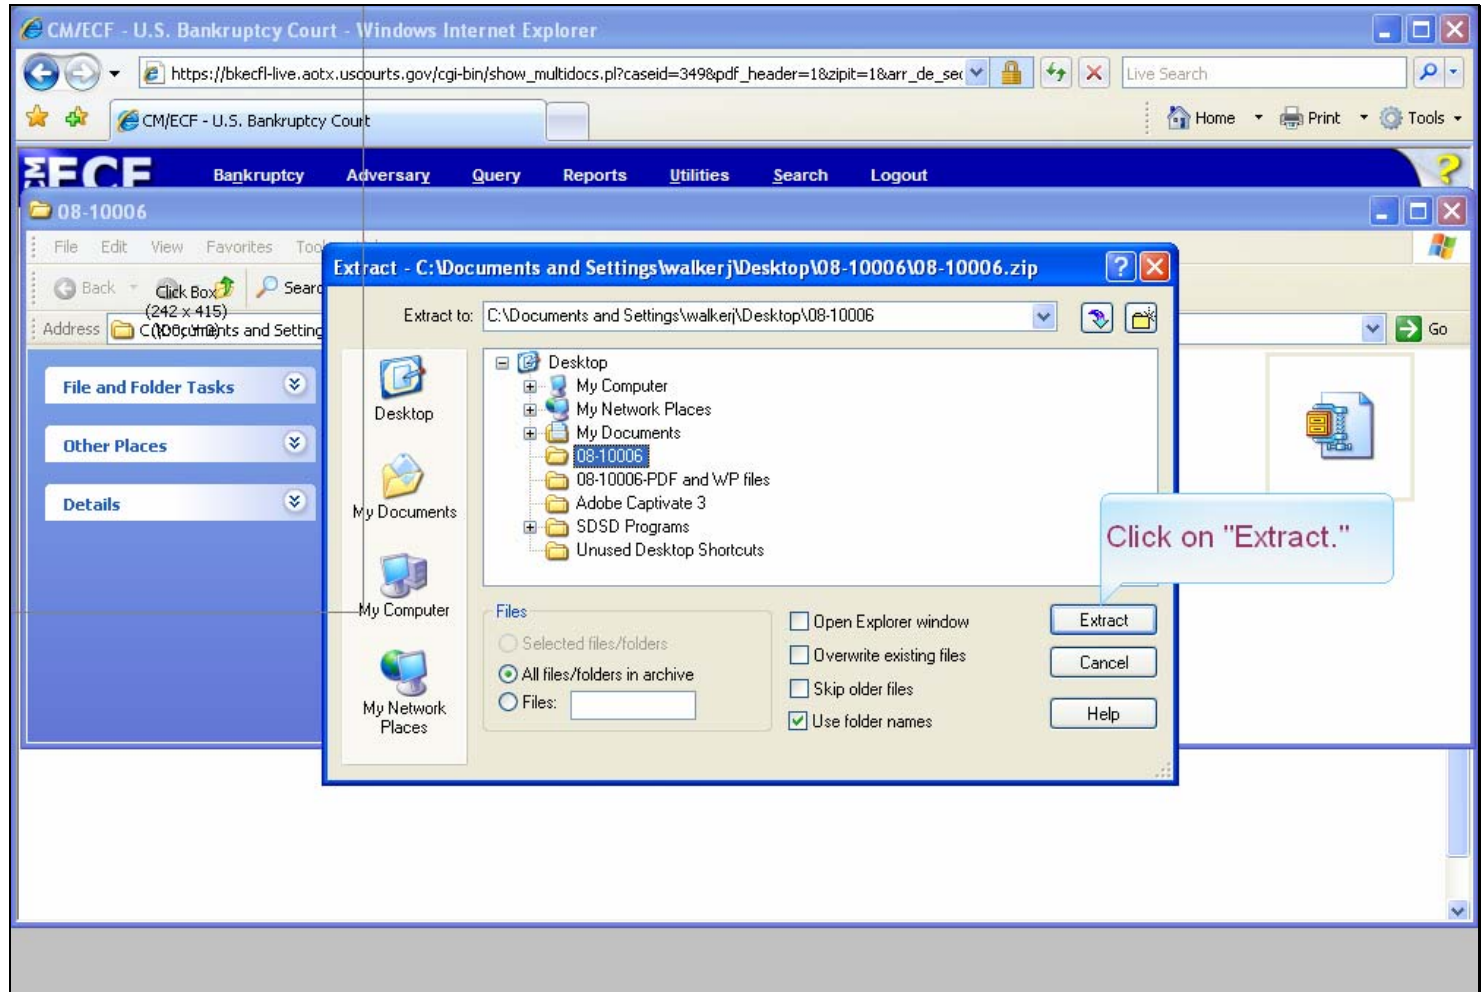 CM/ECF - U.S. Bankruptcy Court - Windows Internet Explorer
https://bkecfl-live.aotx.uscourts.gov/cgi-bin/show_multidocs.pl?caseid=349&pdf_header=1&zipit=1&arr_de_sec
Live Search
CM/ECF - U.S. Bankruptcy Court
Home
Print
Tools
ECF
Bankruptcy Adversary Query Reports Utilities Search Logout
?
08-10006
File Edit View Favorites
Back
Click Box
(242 x 415)
Address
Go
File and Folder Tasks
Other Places
Details
Extract - C:\Documents and Settings\walkerj\Desktop\08-10006\08-10006.zip
Extract to: C:\Documents and Settings\walkerj\Desktop\08-10006
Desktop
My Documents
My Computer
My Network
Places
Desktop
My Computer
My Network Places
My Documents
08-10006
08-10006-PDF and WP files
Adobe Captivate 3
SDSD Programs
Unused Desktop Shortcuts
Click on "Extract."
Files
Selected files/folders
All files/folders in archive
Files:
Open Explorer window
Overwrite existing files
Skip older files
Use folder names
Extract
Cancel
Help